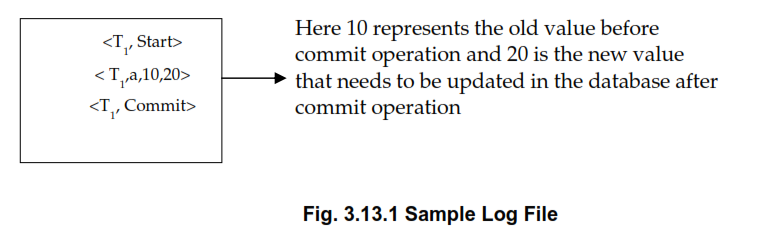 <T₁, Start>
< T₁,a,10,20>
<T₁, Commit>
Here 10 represents the old value before
commit operation and 20 is the new value
that needs to be updated in the database after
commit operation
Fig. 3.13.1 Sample Log File